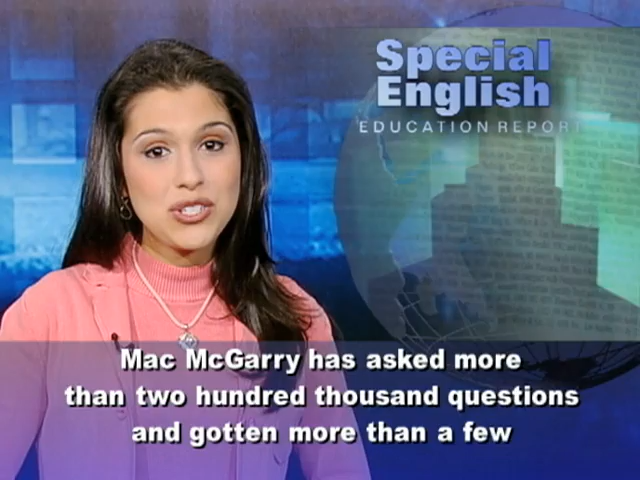 Special
English
EDUCATION REPORT
Mac McGarry has asked more
than two hundred thousand questions
and gotten more than a few